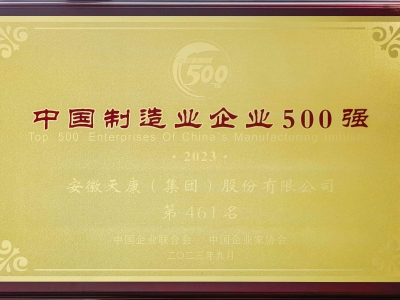 500
中国制造业企业500强
Top 500 Enterprises Of China's Manufacturing Industry
·2023·
安徽天康(集团)股份有限公司
第461名
中国企业联合会 中国企业家协会
二〇二三年九月